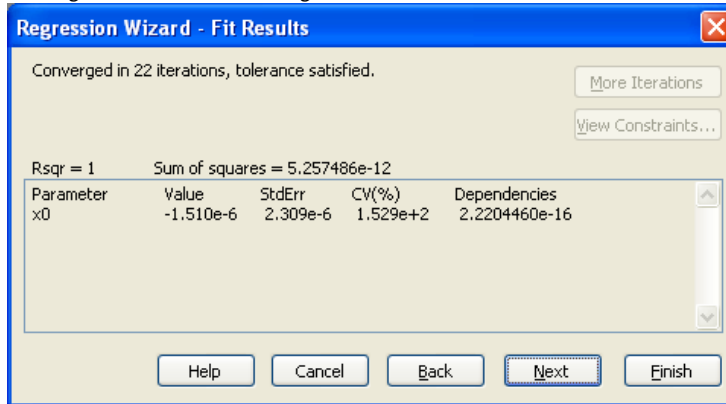 Regression Wizard - Fit Results
Converged in 22 iterations, tolerance satisfied.
More Iterations
View Constraints...
Rsqr = 1 Sum of squares = 5.257486e-12
Parameter Value StdErr CV(%) Dependencies
x0 -1.510e-6 2.309e-6 1.529e+2 2.2204460e-16
Help Cancel Back Next Finish